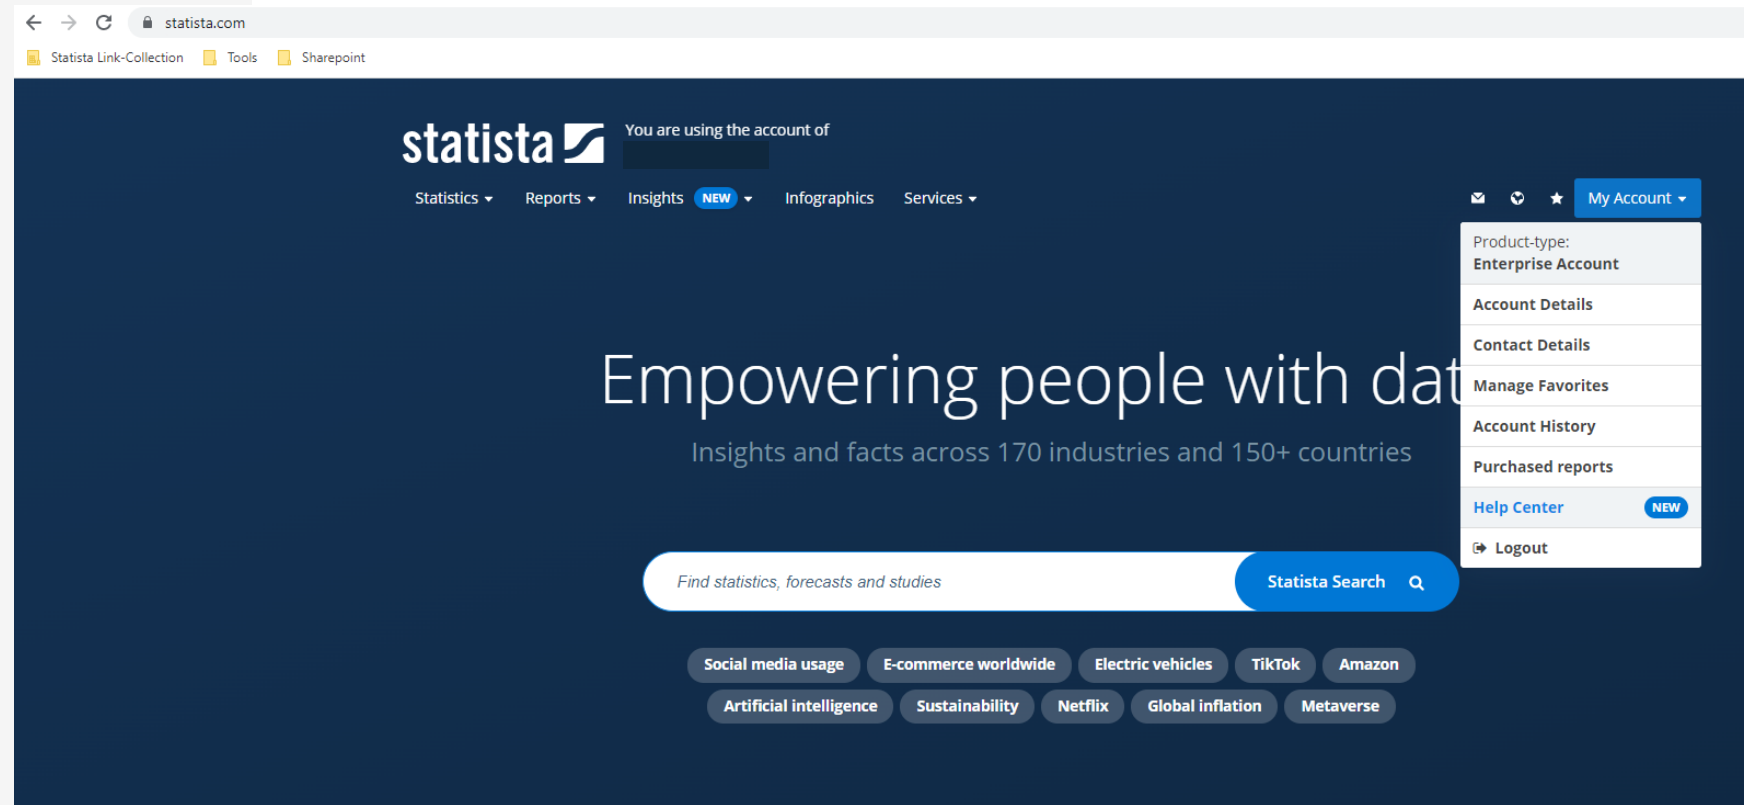 statista.com
Statista Link-Collection Tools Sharepoint
statista You are using the account of
Statistics Reports Insights NEW Infographics Services My Account
Product-type:
Enterprise Account
Account Details
Contact Details
Manage Favorites
Account History
Purchased reports
Help Center NEW
Logout
Empowering people with dat
Insights and facts across 170 industries and 150+ countries
Find statistics, forecasts and studies Statista Search
Social media usage E-commerce worldwide Electric vehicles TikTok Amazon
Artificial intelligence Sustainability Netflix Global inflation Metaverse